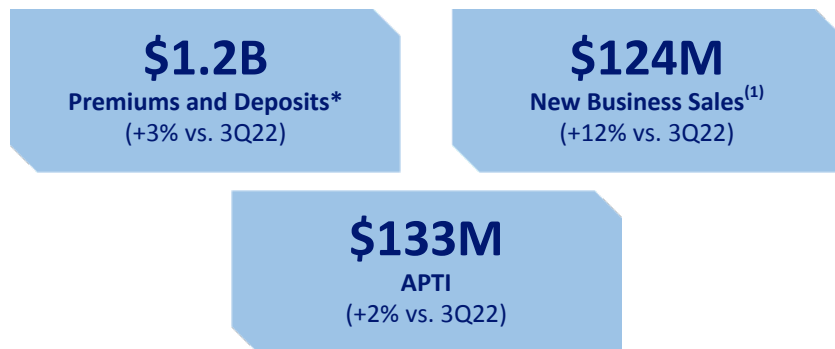 $1.2B
Premiums and Deposits*
(+3% vs. 3Q22)
$124M
New Business Sales(1)
(+12% vs. 3Q22)
$133M
APTI
(+2% vs. 3Q22)